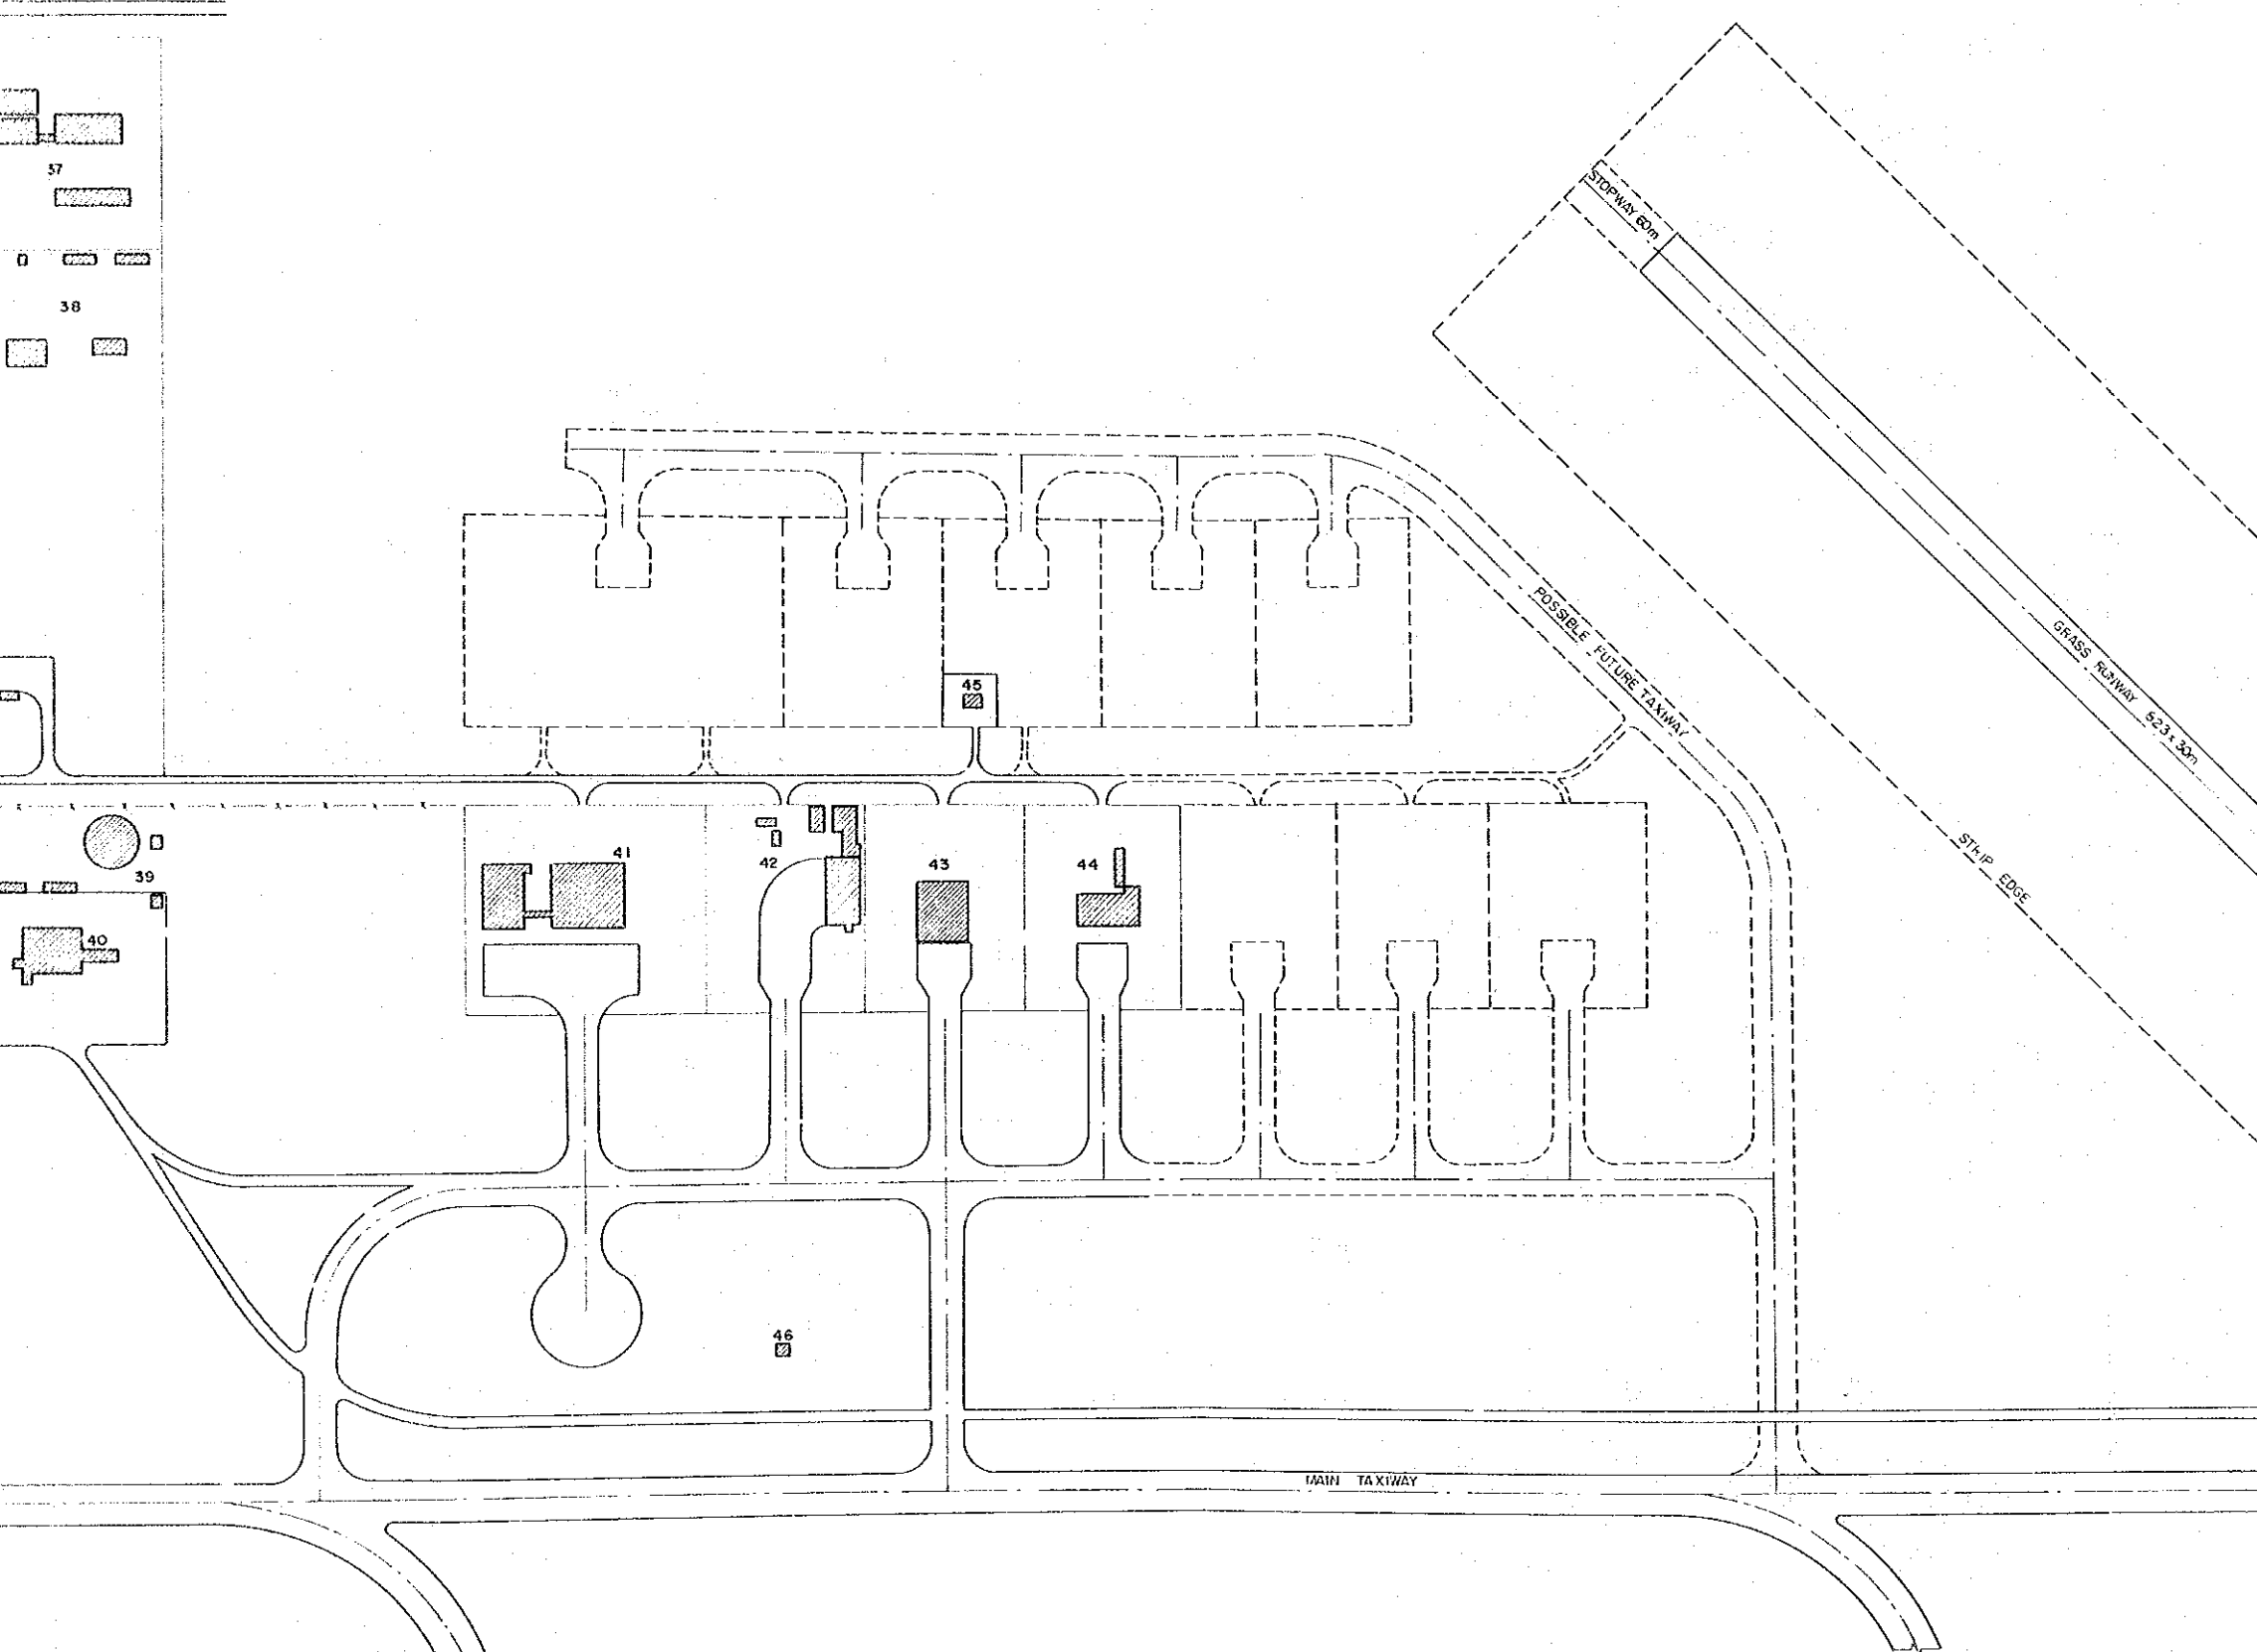 37
STOPWAY 60m
38
POSSIBLE FUTURE TAXIWAY
GRASS RUNWAY 523 x 30m
45
STRIP EDGE
41
42
43
44
39
40
46
MAIN TAXIWAY